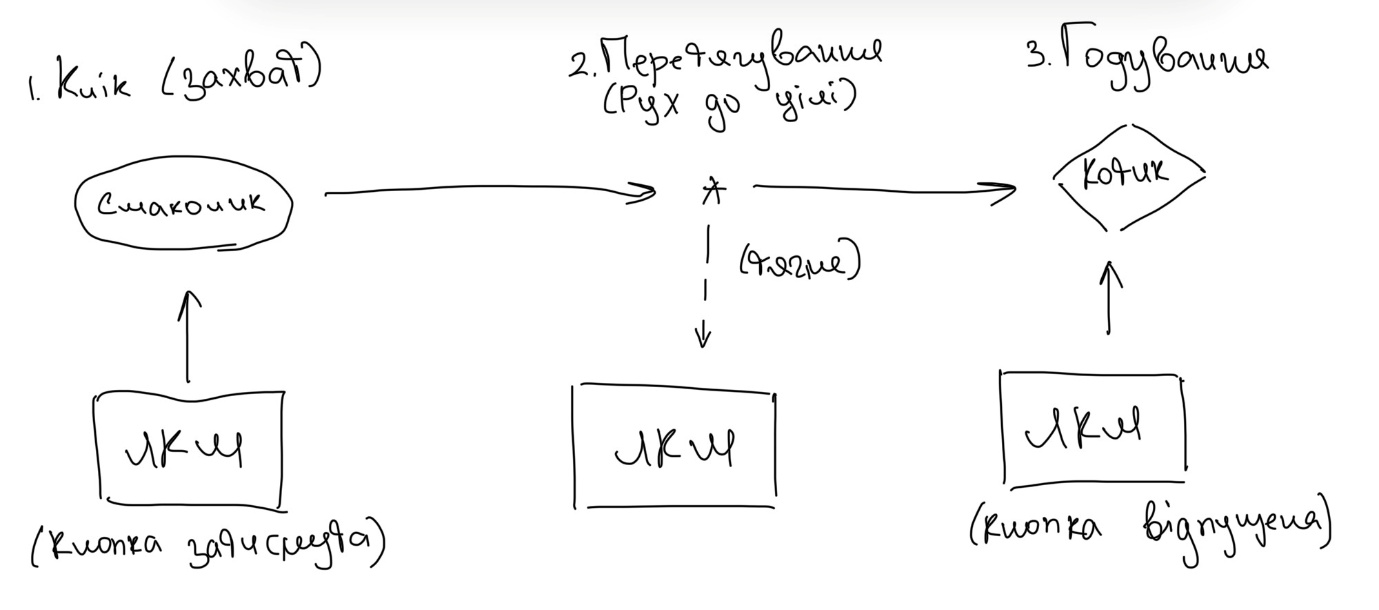 1. Клік (захват)
2. Перетягування
(Рух до цілі)
3. Годування
Смаколик
*
Котик
(тягне)
ЛКМ
ЛКМ
ЛКМ
(кнопка затиснута)
(кнопка відпущена)